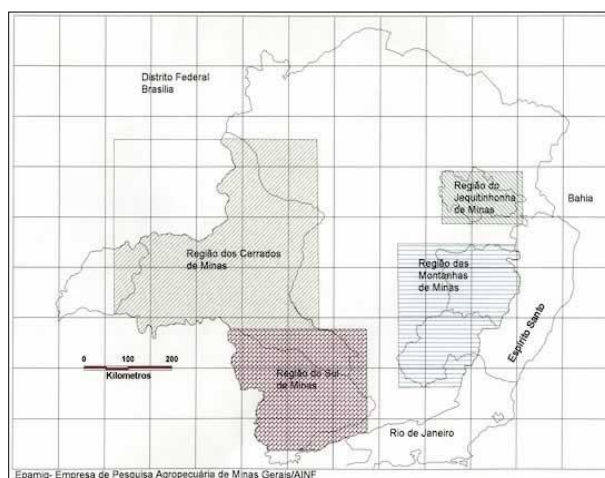 Distrito Federal
Brasilia
Região do
Jequitinhonha
de Minas
Bahia
Região dos Cerrados
de Minas
Região das
Montanhas
de Minas
Espírito Santo
0 100 200
Kilometros
Região do Sul
de Minas
Rio de Janeiro
Epamig- Empresa de Pesquisa Agropecuária de Minas Gerais/AINF